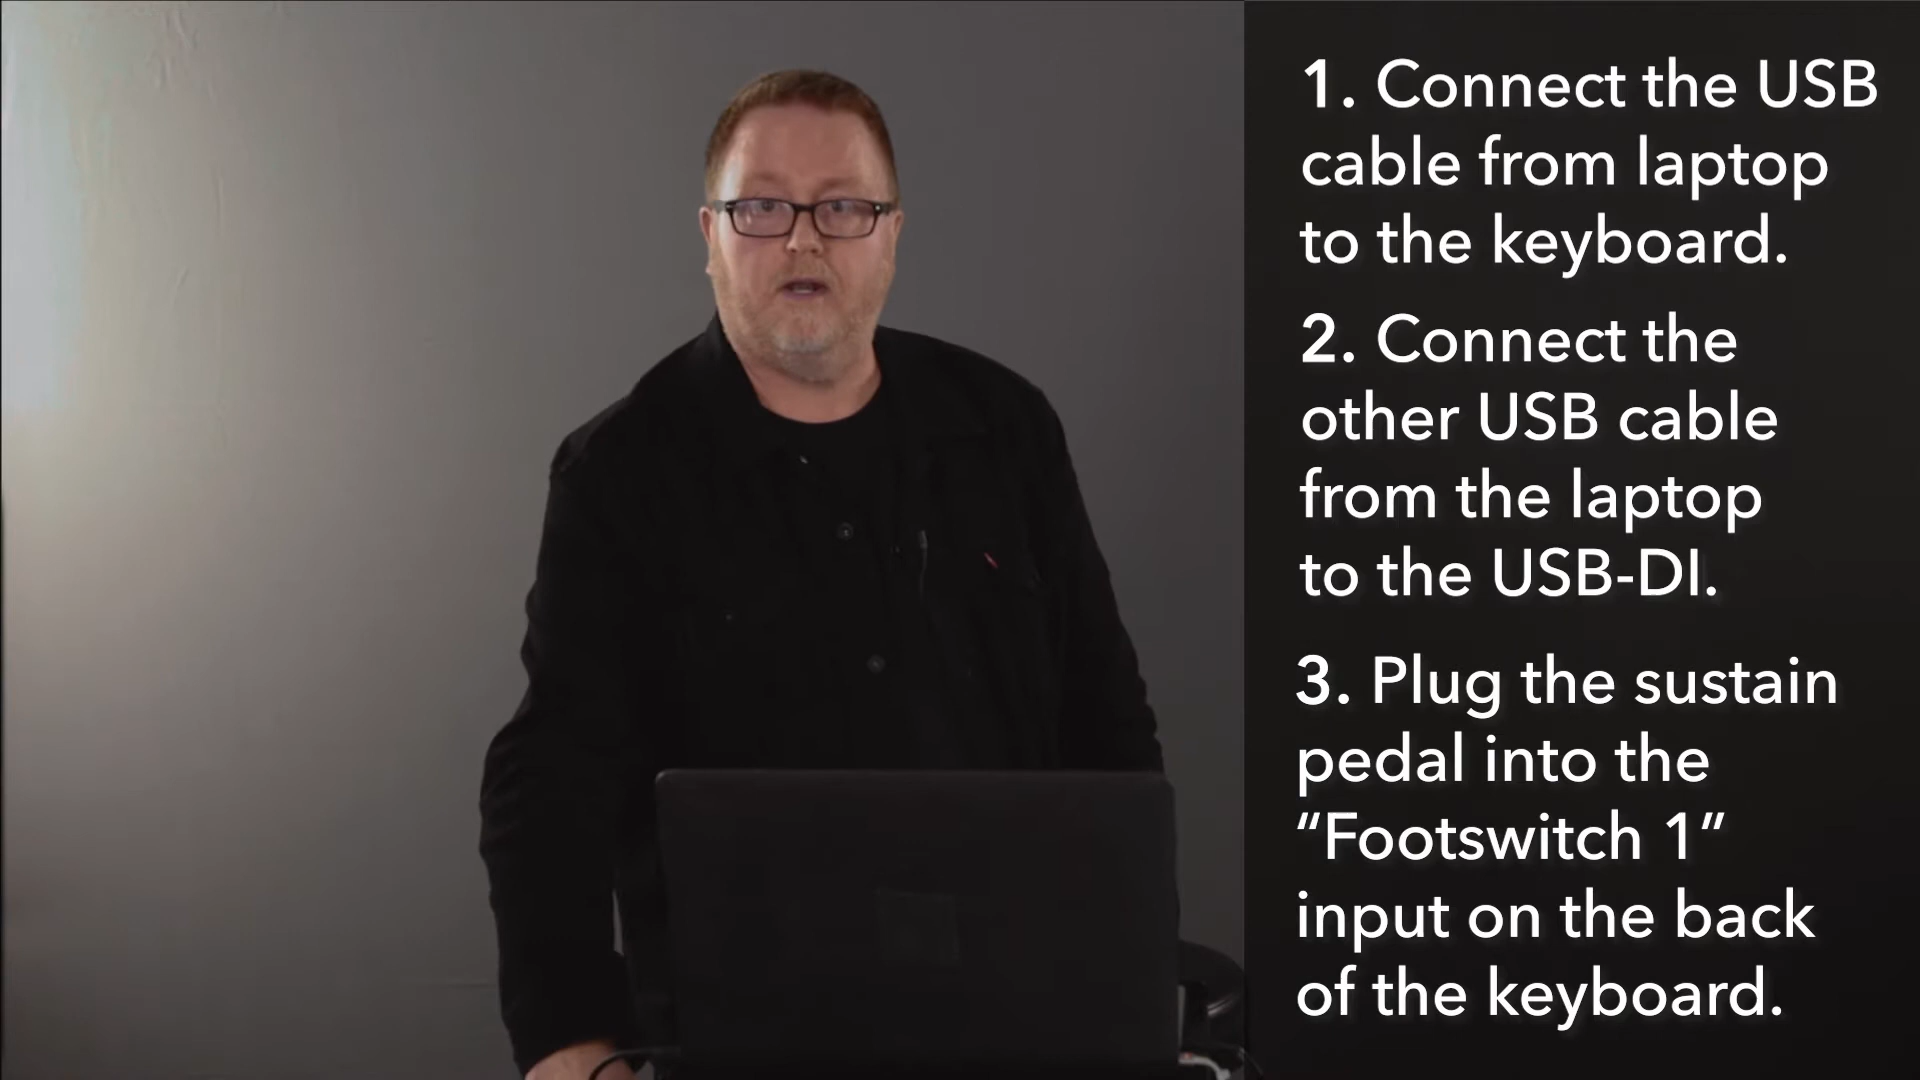 1. Connect the USB
cable from laptop
to the keyboard.
2. Connect the
other USB cable
from the laptop
to the USB-DI.
3. Plug the sustain
pedal into the
“Footswitch 1”
input on the back
of the keyboard.